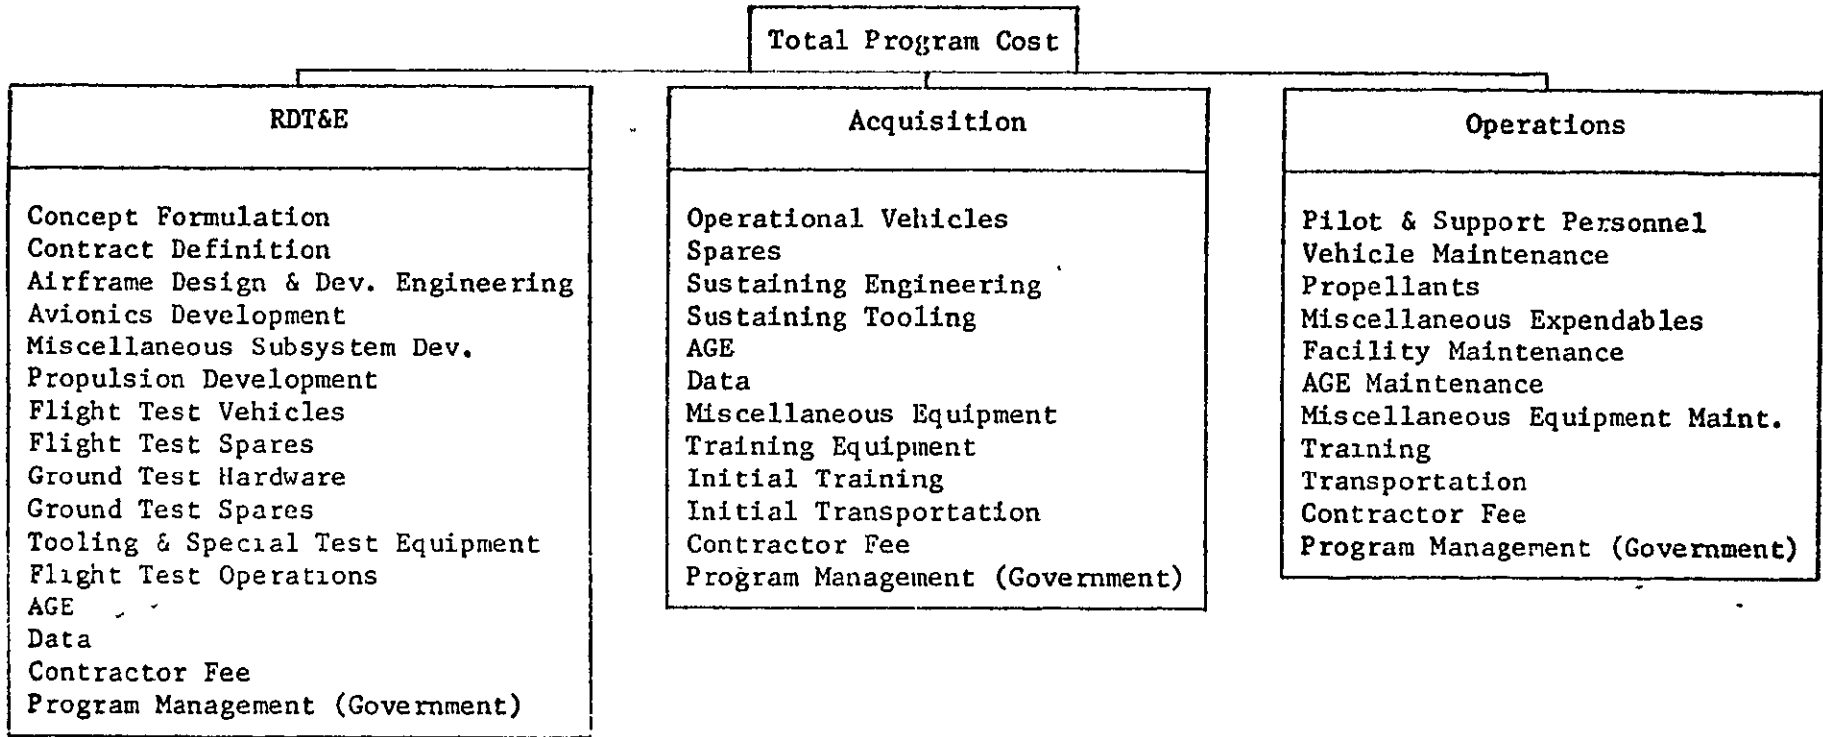 Total Program Cost
RDT&E
Concept Formulation
Contract Definition
Airframe Design & Dev. Engineering
Avionics Development
Miscellaneous Subsystem Dev.
Propulsion Development
Flight Test Vehicles
Flight Test Spares
Ground Test Hardware
Ground Test Spares
Tooling & Special Test Equipment
Flight Test Operations
AGE
Data
Contractor Fee
Program Management (Government)
Acquisition
Operational Vehicles
Spares
Sustaining Engineering
Sustaining Tooling
AGE
Data
Miscellaneous Equipment
Training Equipment
Initial Training
Initial Transportation
Contractor Fee
Program Management (Government)
Operations
Pilot & Support Personnel
Vehicle Maintenance
Propellants
Miscellaneous Expendables
Facility Maintenance
AGE Maintenance
Miscellaneous Equipment Maint.
Training
Transportation
Contractor Fee
Program Management (Government)